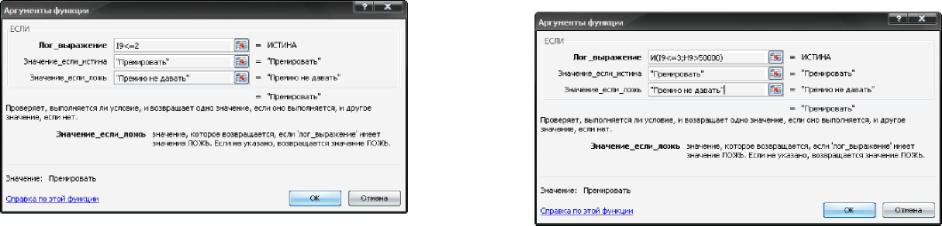 Аргументы функции
ЕСЛИ
Лог_выражение I9<=2 = ИСТИНА
Значение_если_истина "Премировать" = "Премировать"
Значение_если_ложь "Премию не давать" = "Премию не давать"
= "Премировать"
Проверяет, выполняется ли условие, и возвращает одно значение, если оно выполняется, и другое
значение, если нет.
Значение_если_ложь значение, которое возвращается, если 'лог_выражение' имеет
значение ЛОЖЬ. Если не указано, возвращается значение ЛОЖЬ.
Значение: Премировать
Справка по этой функции ОК Отмена
Аргументы функции
ЕСЛИ
Лог_выражение И(I9<=3;H9>50000) = ИСТИНА
Значение_если_истина "Премировать" = "Премировать"
Значение_если_ложь "Премию не давать" = "Премию не давать"
= "Премировать"
Проверяет, выполняется ли условие, и возвращает одно значение, если оно выполняется, и другое
значение, если нет.
Значение_если_ложь значение, которое возвращается, если 'лог_выражение' имеет
значение ЛОЖЬ. Если не указано, возвращается значение ЛОЖЬ.
Значение: Премировать
Справка по этой функции ОК Отмена